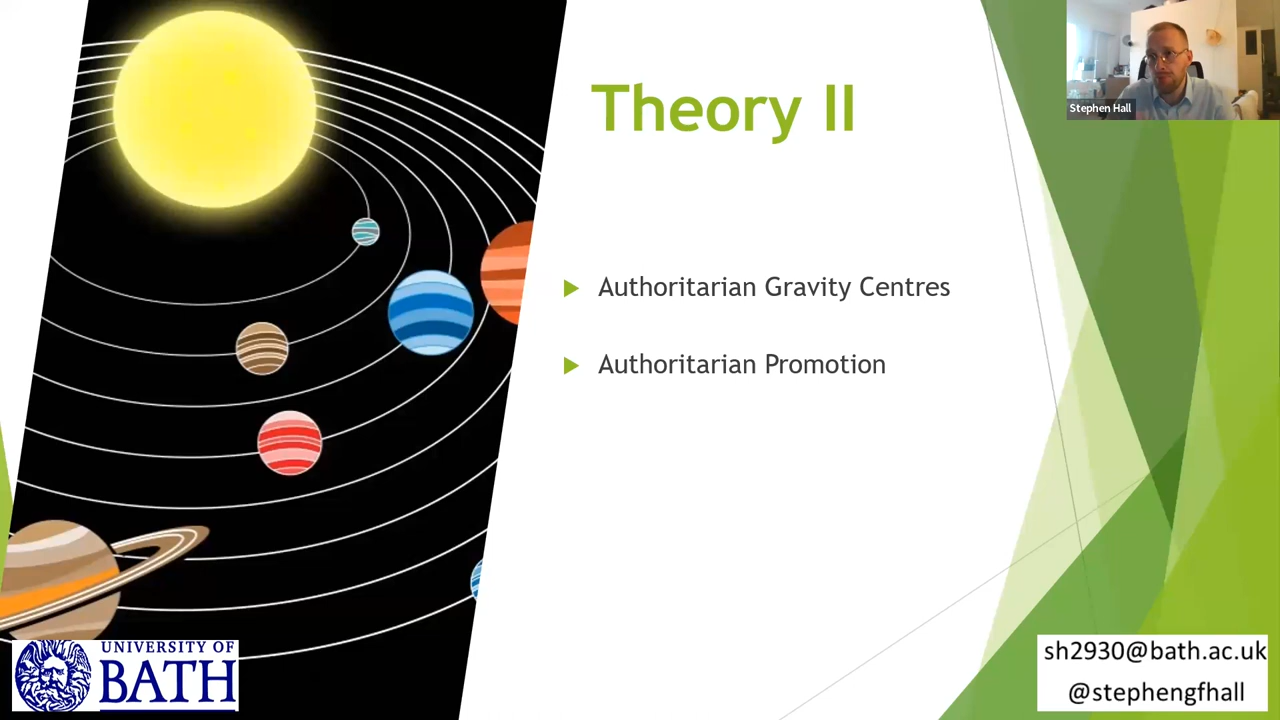 Theory II
Stephen Hall
Authoritarian Gravity Centres
Authoritarian Promotion
UNIVERSITY OF
BATH
sh2930@bath.ac.uk
@stephengfhall